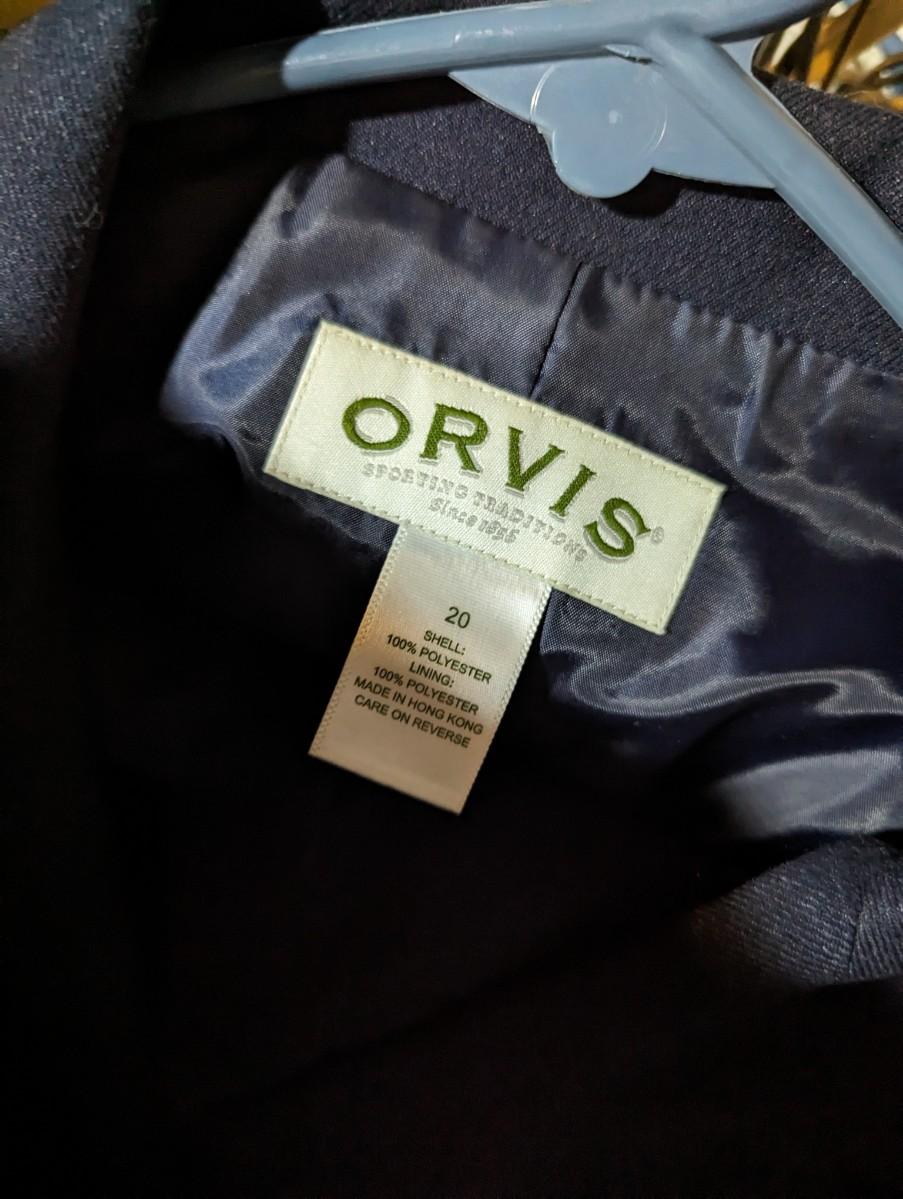 ORVIS®
SPORTING TRADITIONS
Since 1856
20
SHELL:
100% POLYESTER
LINING:
100% POLYESTER
MADE IN HONG KONG
CARE ON REVERSE